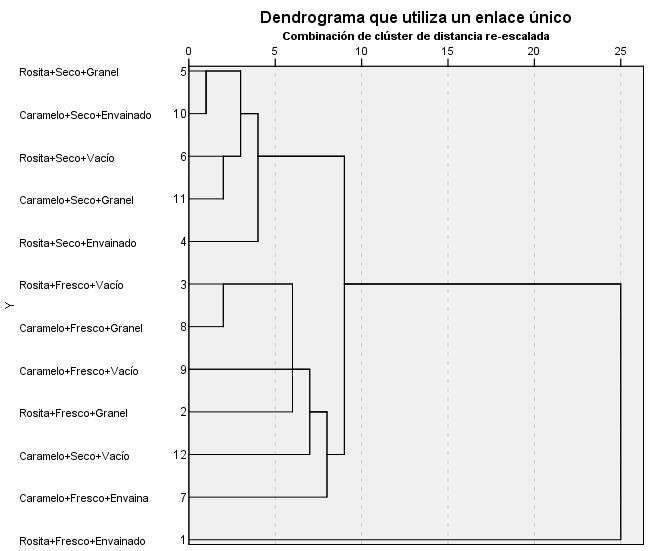 Dendrograma que utiliza un enlace único
Combinación de clúster de distancia re-escalada
0 5 10 15 20 25
Rosita+Seco+Granel 5
Caramelo+Seco+Envainado 10
Rosita+Seco+Vacío 6
Caramelo+Seco+Granel 11
Rosita+Seco+Envainado 4
Rosita+Fresco+Vacío 3
Y
Caramelo+Fresco+Granel 8
Caramelo+Fresco+Vacío 9
Rosita+Fresco+Granel 2
Caramelo+Seco+Vacío 12
Caramelo+Fresco+Envaina 7
Rosita+Fresco+Envainado 1